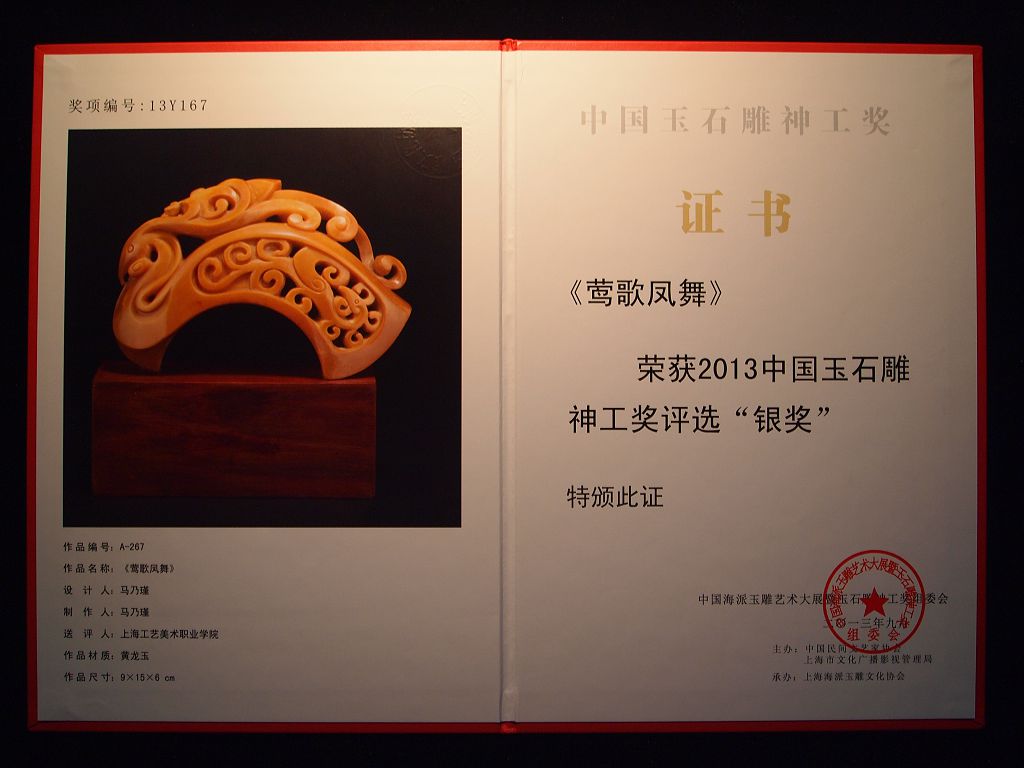 奖项编号:13Y167
作品编号: A-267
作品名称: 《莺歌凤舞》
设 计 人: 马乃瑾
制 作 人: 马乃瑾
送 评 人: 上海工艺美术职业学院
作品材质: 黄龙玉
作品尺寸: 9×15×6 cm
中国玉石雕神工奖
证书
《莺歌凤舞》
荣获2013中国玉石雕
神工奖评选“银奖”
特颁此证
中国海派玉雕艺术大展暨玉石雕神工奖组委会
二〇一三年九月
主办: 中国民间文艺家协会
上海市文化广播影视管理局
承办: 上海海派玉雕文化协会
组委会